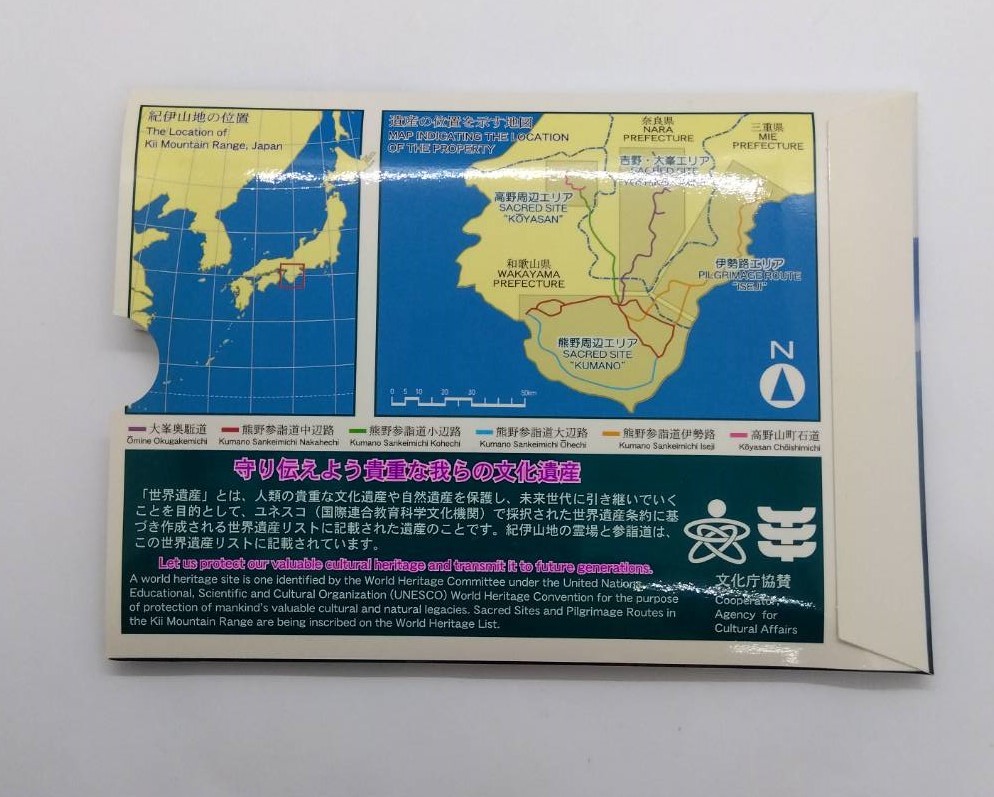 紀伊山地の位置
The Location of
Kii Mountain Range, Japan
遺産の位置を示す地図
MAP INDICATING THE LOCATION
OF THE PROPERTY
奈良県
NARA
PREFECTURE
三重県
MIE
PREFECTURE
吉野・大峯エリア
SACRED SITE
高野周辺エリア
SACRED SITE
"KŌYASAN"
和歌山県
WAKAYAMA
PREFECTURE
伊勢路エリア
PILGRIMAGE ROUTE
"ISEJI"
熊野周辺エリア
SACRED SITE
"KUMANO"
N
0 5 10 20 30 50km
大峯奥駈道 熊野参詣道中辺路 熊野参詣道小辺路 熊野参詣道大辺路 熊野参詣道伊勢路 高野山町石道
Ōmine Okugakemichi Kumano Sankeimichi Nakahechi Kumano Sankeimichi Kohechi Kumano Sankeimichi Ōhechi Kumano Sankeimichi Iseji Kōyasan Chōishimichi
守り伝えよう貴重な我らの文化遺産
「世界遺産」とは、人類の貴重な文化遺産や自然遺産を保護し、未来世代に引き継いでいく
ことを目的として、ユネスコ（国際連合教育科学文化機関）で採択された世界遺産条約に基
づき作成される世界遺産リストに記載された遺産のことです。紀伊山地の霊場と参詣道は、
この世界遺産リストに記載されています。
Let us protect our valuable cultural heritage and transmit it to future generations.
A world heritage site is one identified by the World Heritage Committee under the United Nations
Educational, Scientific and Cultural Organization (UNESCO) World Heritage Convention for the purpose
of protection of mankind's valuable cultural and natural legacies. Sacred Sites and Pilgrimage Routes in
the Kii Mountain Range are being inscribed on the World Heritage List.
文化庁協賛
Agency for
Cultural Affairs